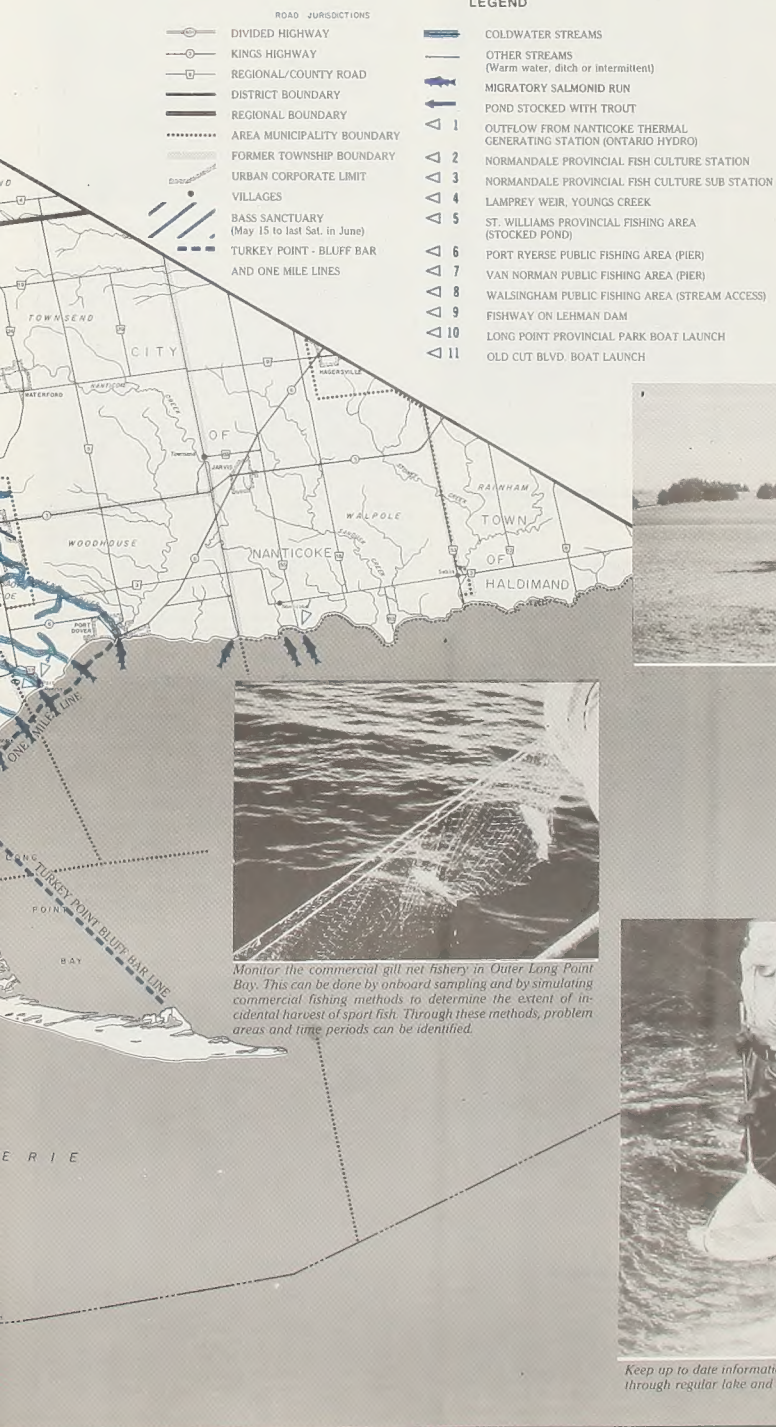 LEGEND
ROAD JURISDICTIONS
DIVIDED HIGHWAY
KINGS HIGHWAY
REGIONAL/COUNTY ROAD
DISTRICT BOUNDARY
REGIONAL BOUNDARY
AREA MUNICIPALITY BOUNDARY
FORMER TOWNSHIP BOUNDARY
URBAN CORPORATE LIMIT
VILLAGES
BASS SANCTUARY
(May 15 to last Sat. in June)
TURKEY POINT - BLUFF BAR
AND ONE MILE LINES
COLDWATER STREAMS
OTHER STREAMS
(Warm water, ditch or intermittent)
MIGRATORY SALMONID RUN
POND STOCKED WITH TROUT
1 OUTFLOW FROM NANTICOKE THERMAL
GENERATING STATION (ONTARIO HYDRO)
2 NORMANDALE PROVINCIAL FISH CULTURE STATION
3 NORMANDALE PROVINCIAL FISH CULTURE SUB STATION
4 LAMPREY WEIR, YOUNGS CREEK
5 ST. WILLIAMS PROVINCIAL FISHING AREA
(STOCKED POND)
6 PORT RYERSE PUBLIC FISHING AREA (PIER)
7 VAN NORMAN PUBLIC FISHING AREA (PIER)
8 WALSINGHAM PUBLIC FISHING AREA (STREAM ACCESS)
9 FISHWAY ON LEHMAN DAM
10 LONG POINT PROVINCIAL PARK BOAT LAUNCH
11 OLD CUT BLVD. BOAT LAUNCH
TOWNSEND
CITY
HAGERSVILLE
NANTICOKE
CREEK
WATERFORD
OF
Townsend
JARVIS
STONEY
CREEK
RAINHAM
WALPOLE
TOWN
WOODHOUSE
SANDUSK
CREEK
NANTICOKE
OF
HALDIMAND
PORT
DOVER
ONE MILE LINE
LONG
TURKEY POINT BLUFF BAR LINE
POINT
BAY
ERIE
Monitor the commercial gill net fishery in Outer Long Point
Bay. This can be done by onboard sampling and by simulating
commercial fishing methods to determine the extent of in-
cidental harvest of sport fish. Through these methods, problem
areas and time periods can be identified.
Keep up to date informati
through regular lake and